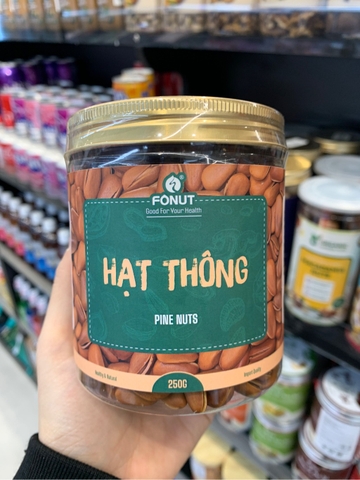 FONUT
Good For Your Health
HẠT THÔNG
PINE NUTS
250G